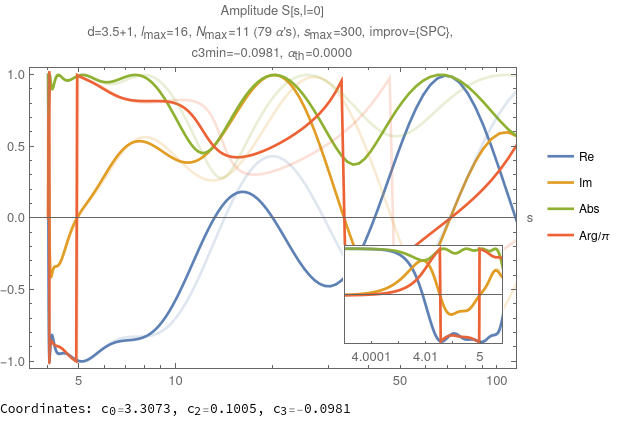 Amplitude S[s,l=0]
d=3.5+1, lmax=16, Nmax=11 (79 α's), smax=300, improv={SPC},
c3min=−0.0981, αth=0.0000
1.0
0.5
0.0
−0.5
−1.0
5
10
50
100
s
4.0001
4.01
5
Re
Im
Abs
Arg/π
Coordinates: c0=3.3073, c2=0.1005, c3=-0.0981